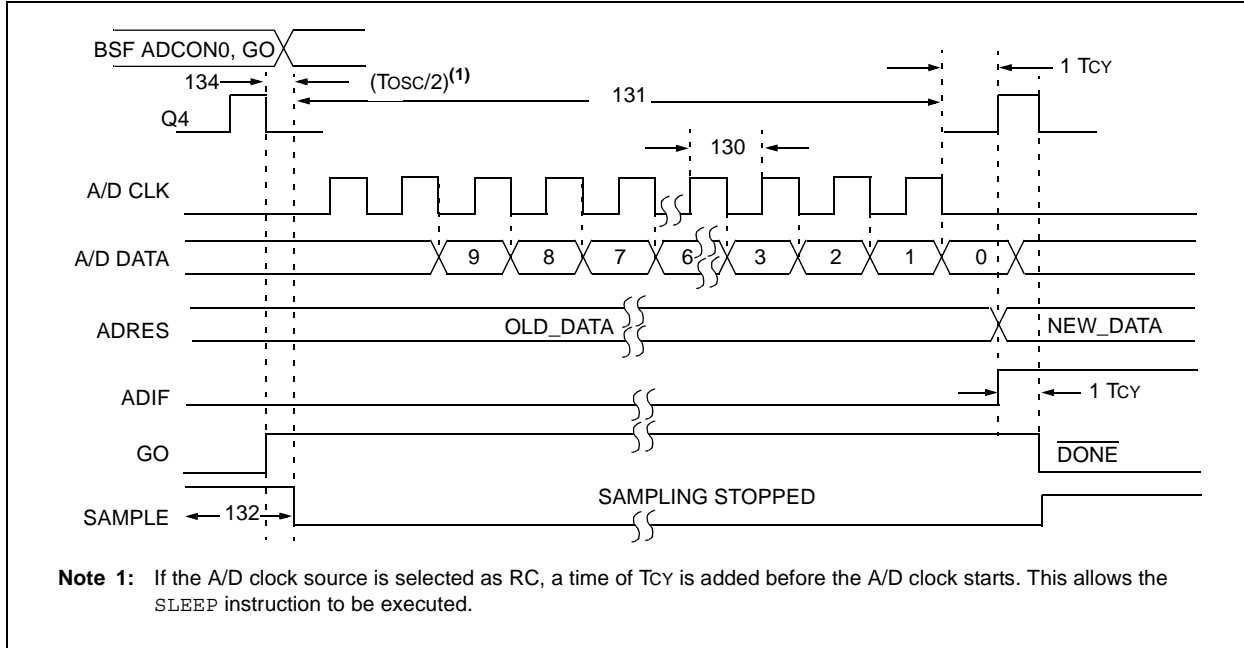 BSF ADCON0, GO
134
(TOSC/2)(1)
131
1 TCY
Q4
130
A/D CLK
A/D DATA
9 8 7 6 3 2 1 0
ADRES
OLD_DATA
NEW_DATA
ADIF
1 TCY
GO
DONE
SAMPLING STOPPED
SAMPLE
132
Note 1: If the A/D clock source is selected as RC, a time of TCY is added before the A/D clock starts. This allows the
SLEEP instruction to be executed.